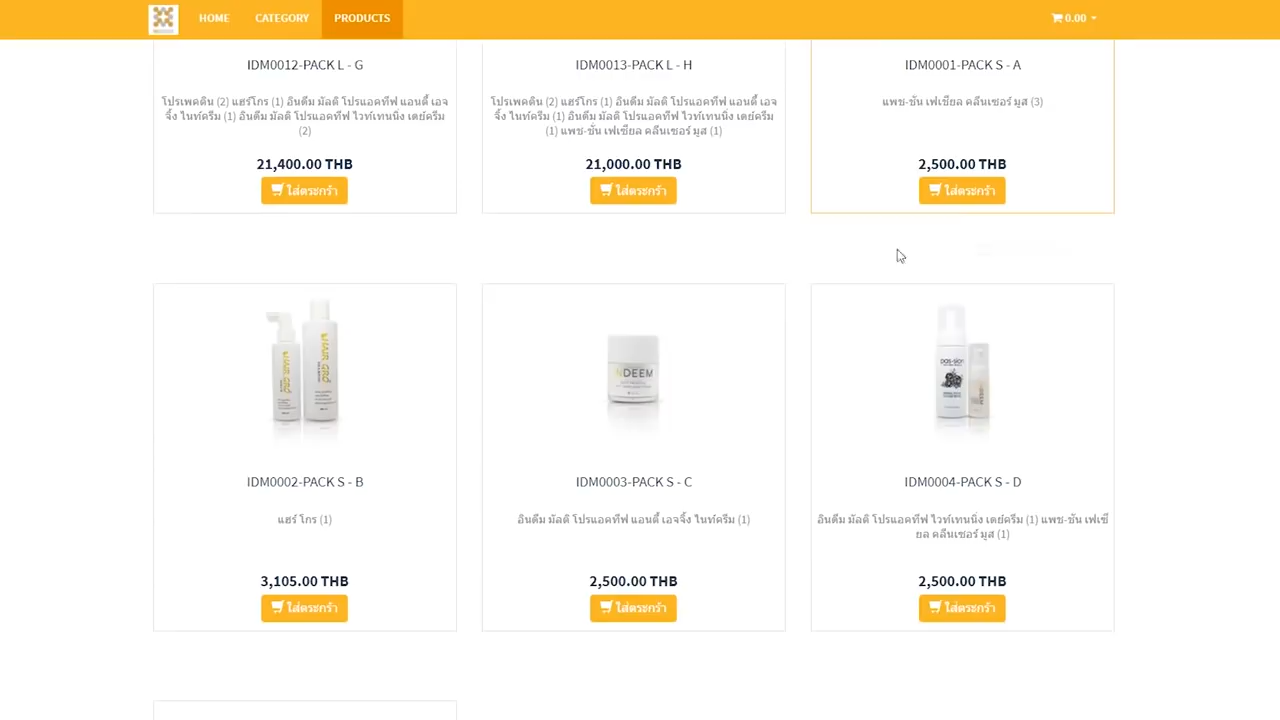 HOME CATEGORY PRODUCTS 0.00
IDM0012-PACK L - G
โปรเพคติน (2) แฮร์โกร (1) อินดีม มัลติ โปรแอคทีฟ แอนตี้ เอจ
จิ้ง ไนท์ครีม (1) อินดีม มัลติ โปรแอคทีฟ ไวท์เทนนิ่ง เดย์ครีม
(2)
21,400.00 THB
ใส่ตระกร้า
IDM0013-PACK L - H
โปรเพคติน (2) แฮร์โกร (1) อินดีม มัลติ โปรแอคทีฟ แอนตี้ เอจ
จิ้ง ไนท์ครีม (1) อินดีม มัลติ โปรแอคทีฟ ไวท์เทนนิ่ง เดย์ครีม
(1) แพช-ชั่น เฟเชียล คลีนเซอร์ มูส (1)
21,000.00 THB
ใส่ตระกร้า
IDM0001-PACK S - A
แพช-ชั่น เฟเชียล คลีนเซอร์ มูส (3)
2,500.00 THB
ใส่ตระกร้า
HAIR GRO
HAIR GRO
IDM0002-PACK S - B
แฮร์ โกร (1)
3,105.00 THB
ใส่ตระกร้า
INDEEM
IDM0003-PACK S - C
อินดีม มัลติ โปรแอคทีฟ แอนตี้ เอจจิ้ง ไนท์ครีม (1)
2,500.00 THB
ใส่ตระกร้า
pas-sion
IDM0004-PACK S - D
อินดีม มัลติ โปรแอคทีฟ ไวท์เทนนิ่ง เดย์ครีม (1) แพช-ชั่น เฟเชี
ยล คลีนเซอร์ มูส (1)
2,500.00 THB
ใส่ตระกร้า